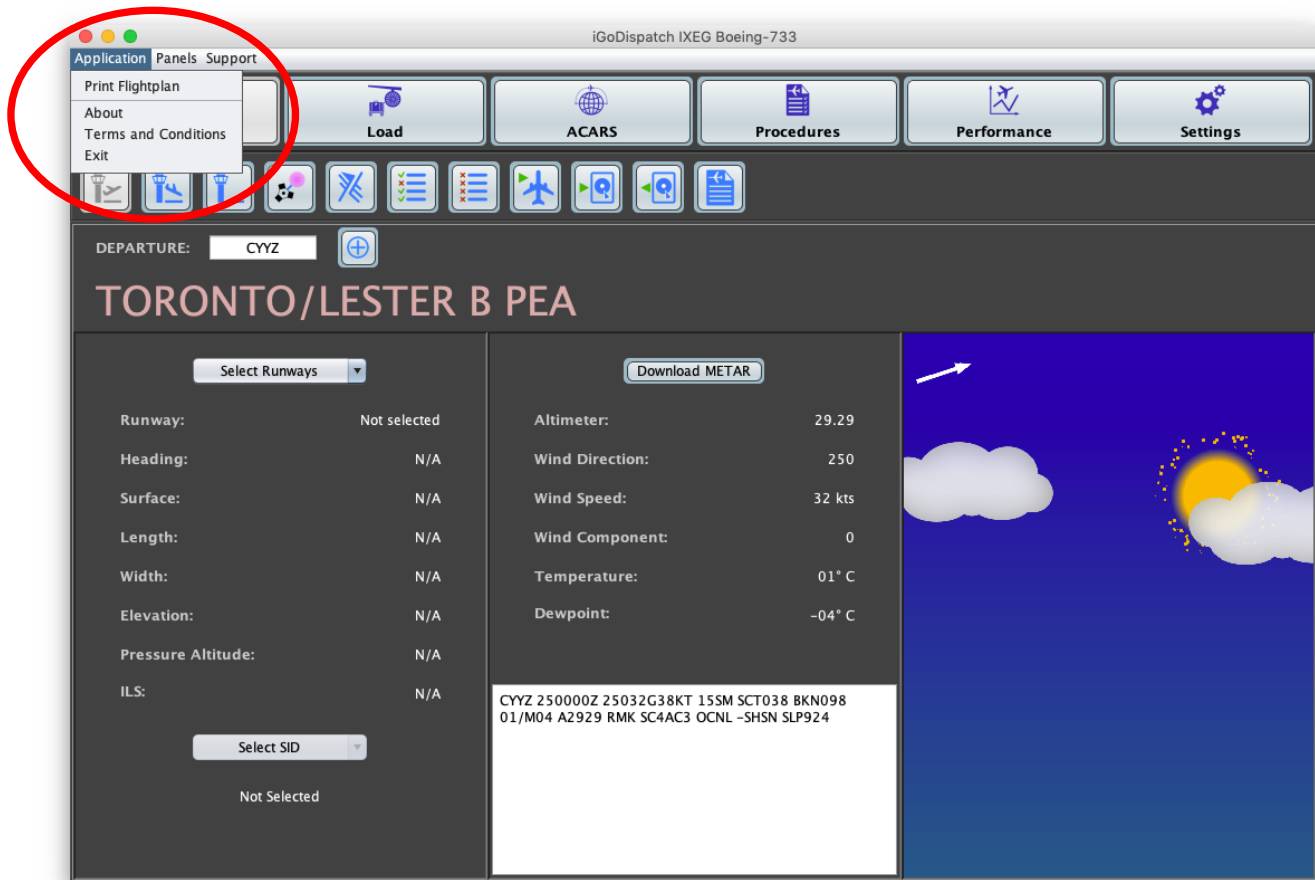 iGoDispatch IXEG Boeing-733
Application Panels Support
Print Flightplan
About
Terms and Conditions
Exit
Load
ACARS
Procedures
Performance
Settings
DEPARTURE: CYYZ
TORONTO/LESTER B PEA
Select Runways
Runway: Not selected
Heading: N/A
Surface: N/A
Length: N/A
Width: N/A
Elevation: N/A
Pressure Altitude: N/A
ILS: N/A
Select SID
Not Selected
Download METAR
Altimeter: 29.29
Wind Direction: 250
Wind Speed: 32 kts
Wind Component: 0
Temperature: 01° C
Dewpoint: -04° C
CYYZ 250000Z 25032G38KT 15SM SCT038 BKN098
01/M04 A2929 RMK SC4AC3 OCNL -SHSN SLP924